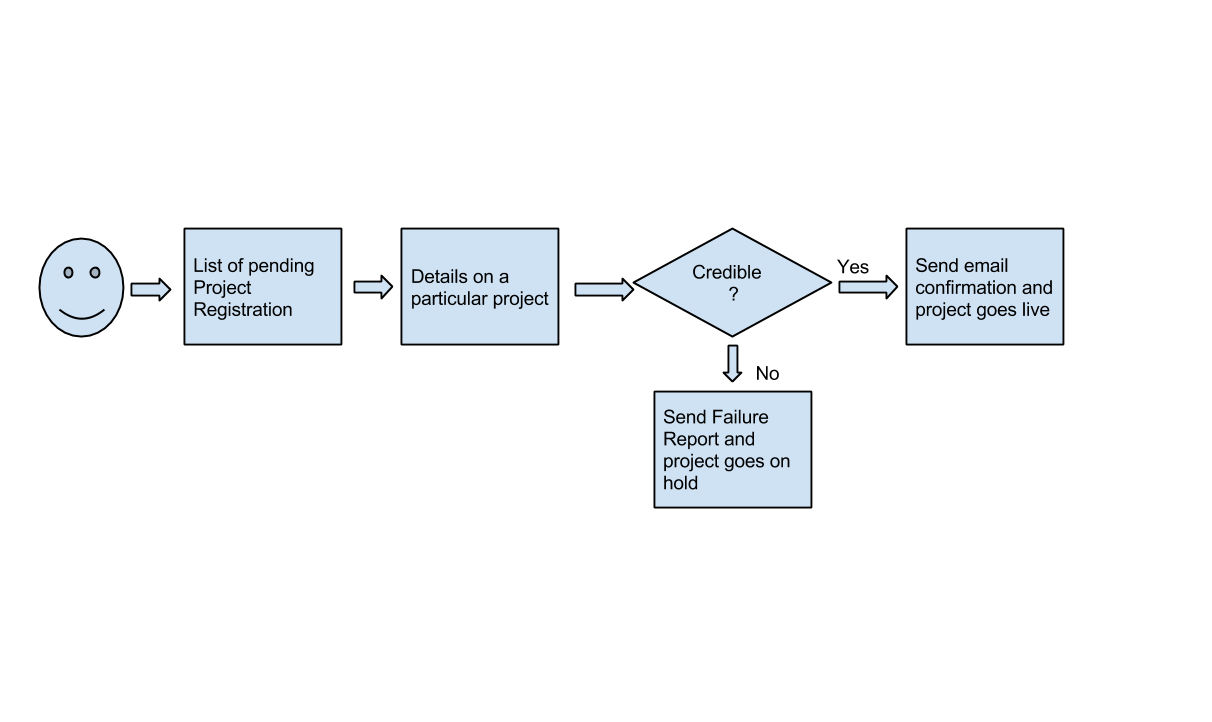 List of pending
Project
Registration
Details on a
particular project
Credible
?
Yes
Send email
confirmation and
project goes live
No
Send Failure
Report and
project goes on
hold